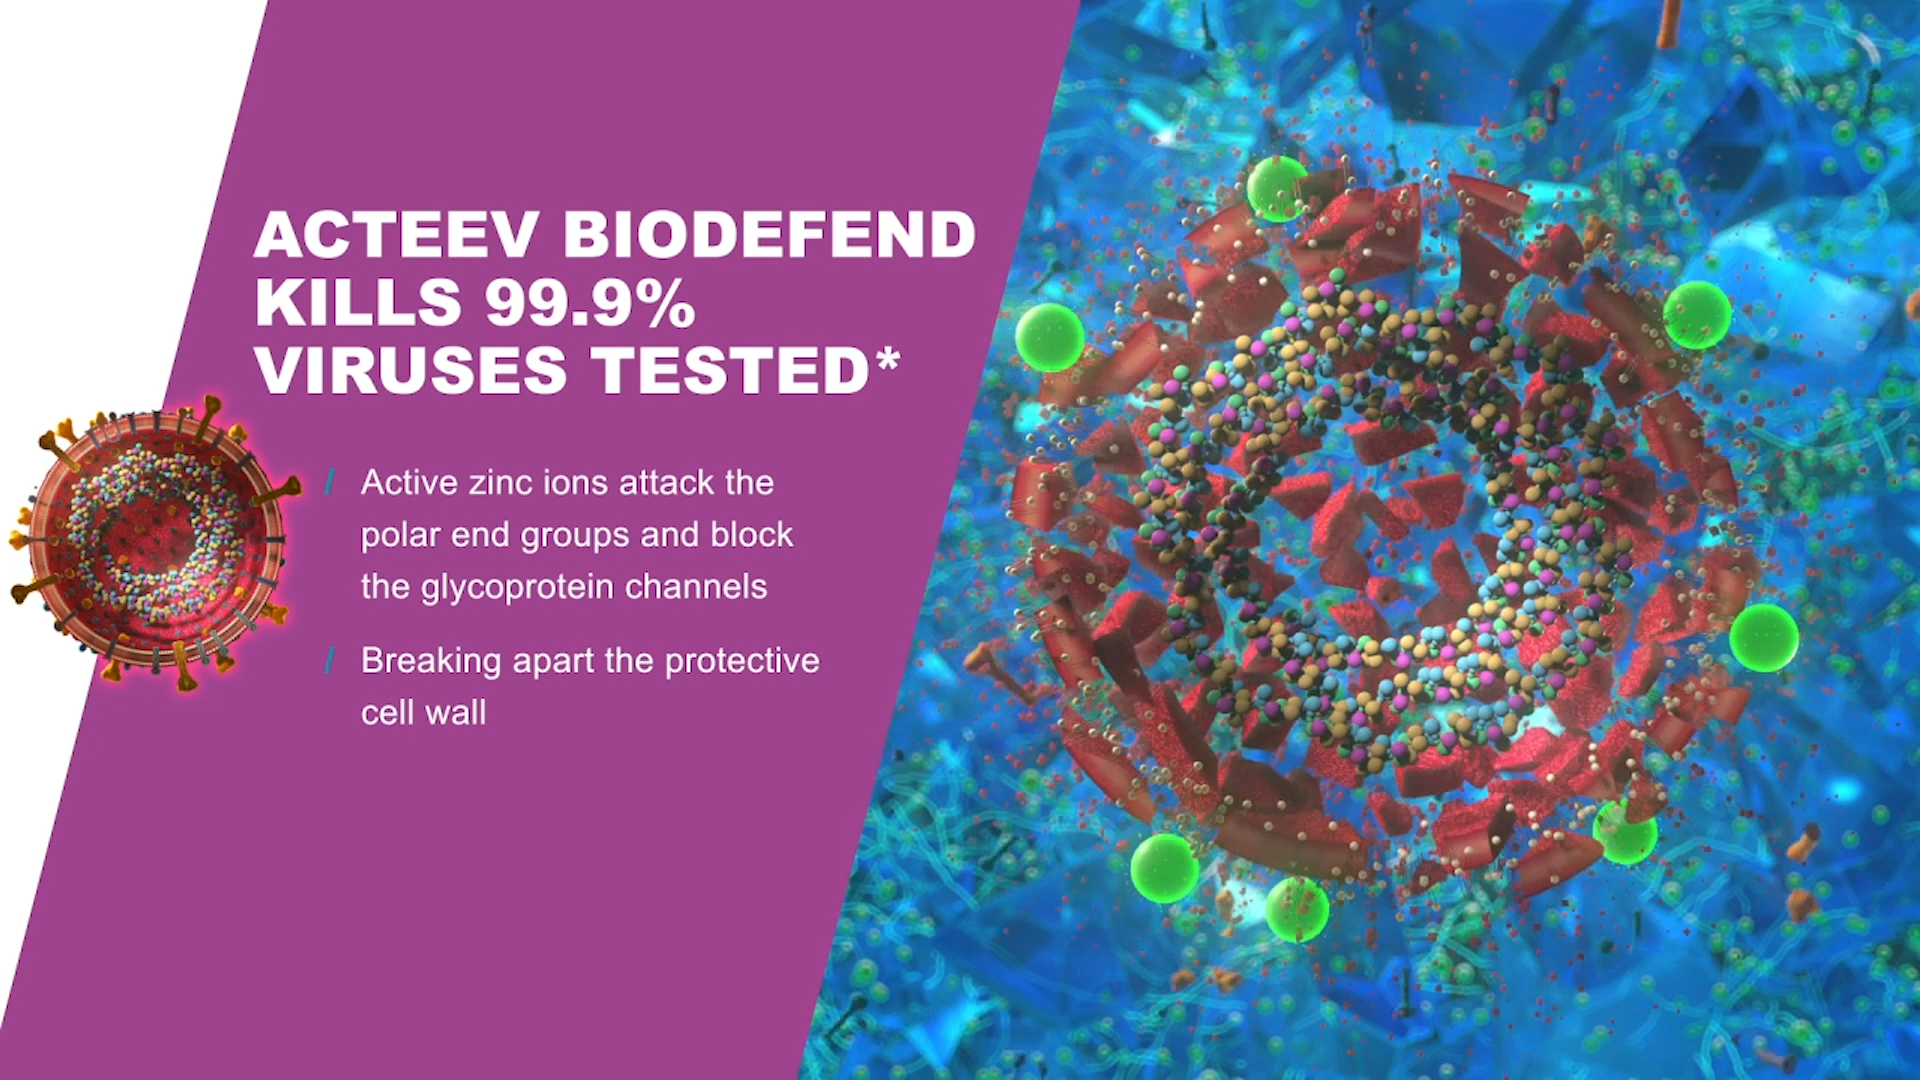 ACTEEV BIODEFEND
KILLS 99.9%
VIRUSES TESTED*
/ Active zinc ions attack the
polar end groups and block
the glycoprotein channels
/ Breaking apart the protective
cell wall